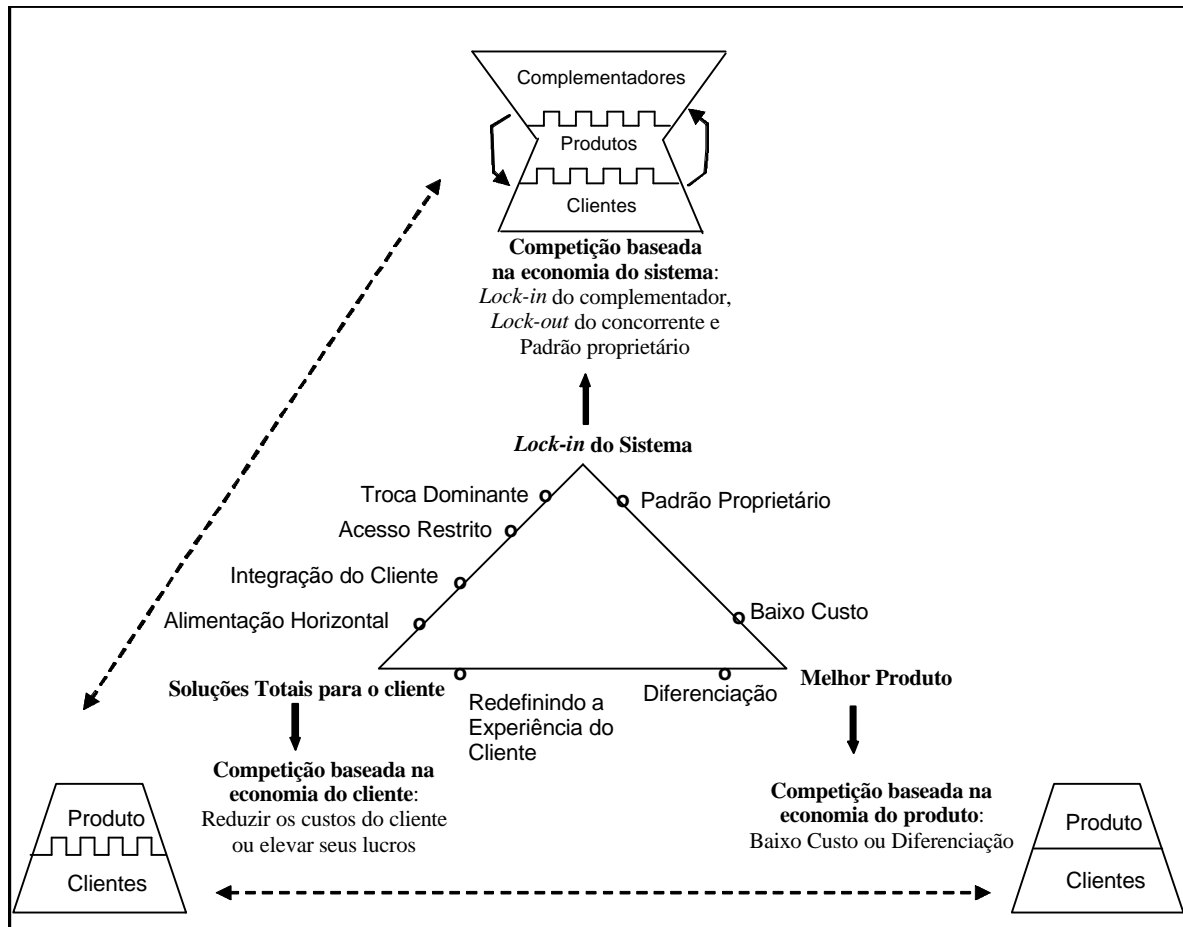 Complementadores
Produtos
Clientes
Competição baseada
na economia do sistema:
Lock-in do complementador,
Lock-out do concorrente e
Padrão proprietário
Lock-in do Sistema
Troca Dominante
Padrão Proprietário
Acesso Restrito
Integração do Cliente
Alimentação Horizontal
Baixo Custo
Soluções Totais para o cliente
Redefinindo a
Experiência do
Cliente
Diferenciação
Melhor Produto
Competição baseada na
economia do cliente:
Reduzir os custos do cliente
ou elevar seus lucros
Competição baseada na
economia do produto:
Baixo Custo ou Diferenciação
Produto
Clientes
Produto
Clientes